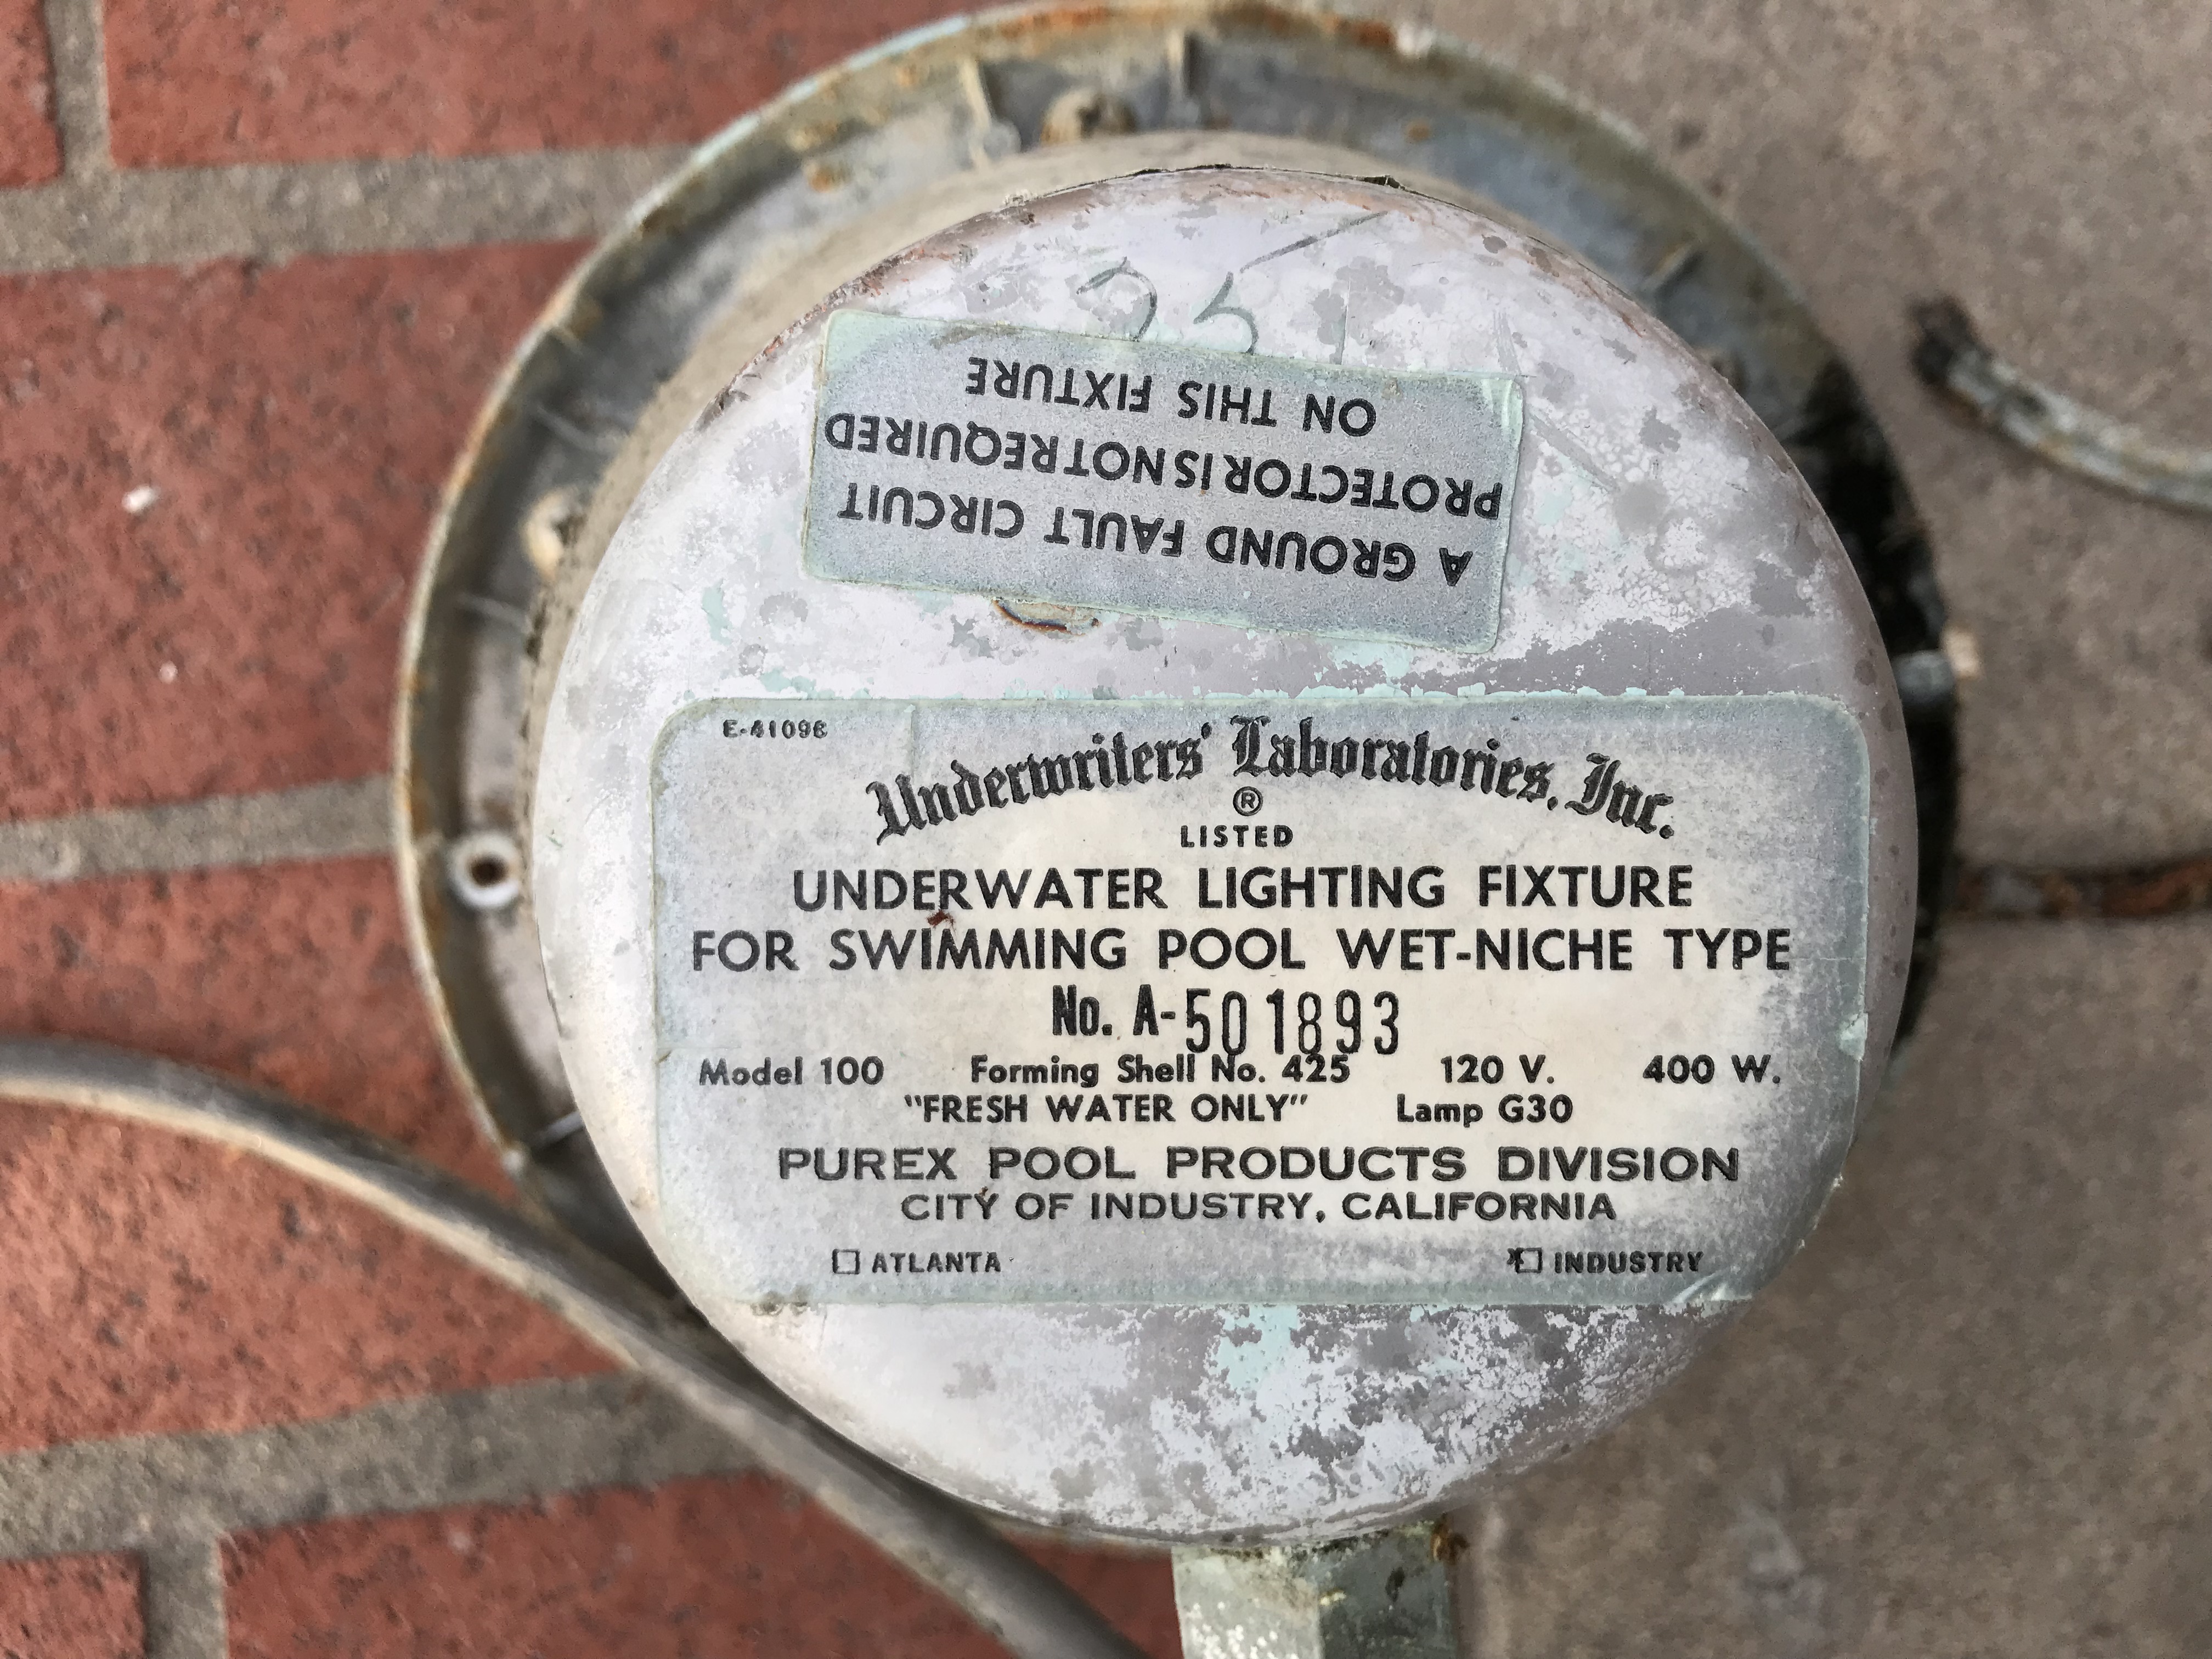 25
A GROUND FAULT CIRCUIT
PROTECTOR IS NOT REQUIRED
ON THIS FIXTURE
E-41096
Underwriters' Laboratories, Inc.
®
LISTED
UNDERWATER LIGHTING FIXTURE
FOR SWIMMING POOL WET-NICHE TYPE
No. A-501893
Model 100 Forming Shell No. 425 120 V. 400 W.
"FRESH WATER ONLY" Lamp G30
PUREX POOL PRODUCTS DIVISION
CITY OF INDUSTRY, CALIFORNIA
☐ ATLANTA ☒ INDUSTRY